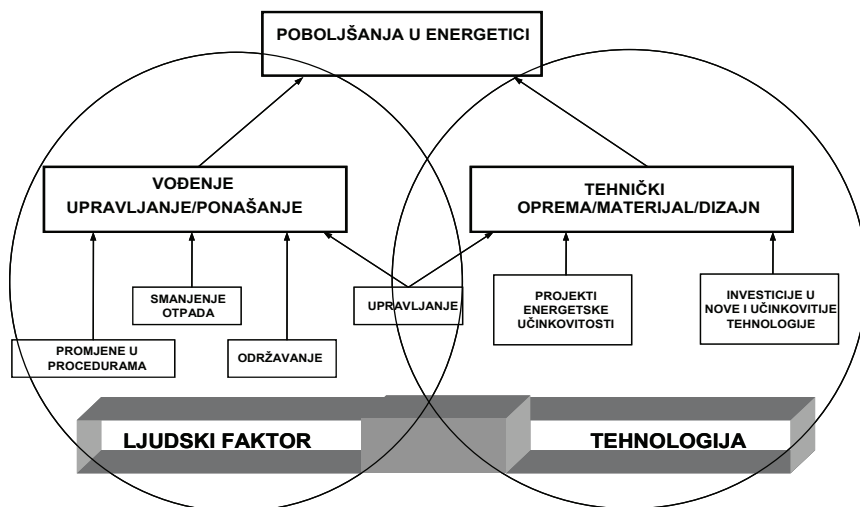 POBOLJŠANJA U ENERGETICI
VOĐENJE
UPRAVLJANJE/PONAŠANJE
TEHNIČKI
OPREMA/MATERIJAL/DIZAJN
SMANJENJE
OTPADA
UPRAVLJANJE
PROJEKTI
ENERGETSKE
UČINKOVITOSTI
INVESTICIJE U
NOVE I UČINKOVITIJE
TEHNOLOGIJE
PROMJENE U
PROCEDURAMA
ODRŽAVANJE
LJUDSKI FAKTOR
TEHNOLOGIJA